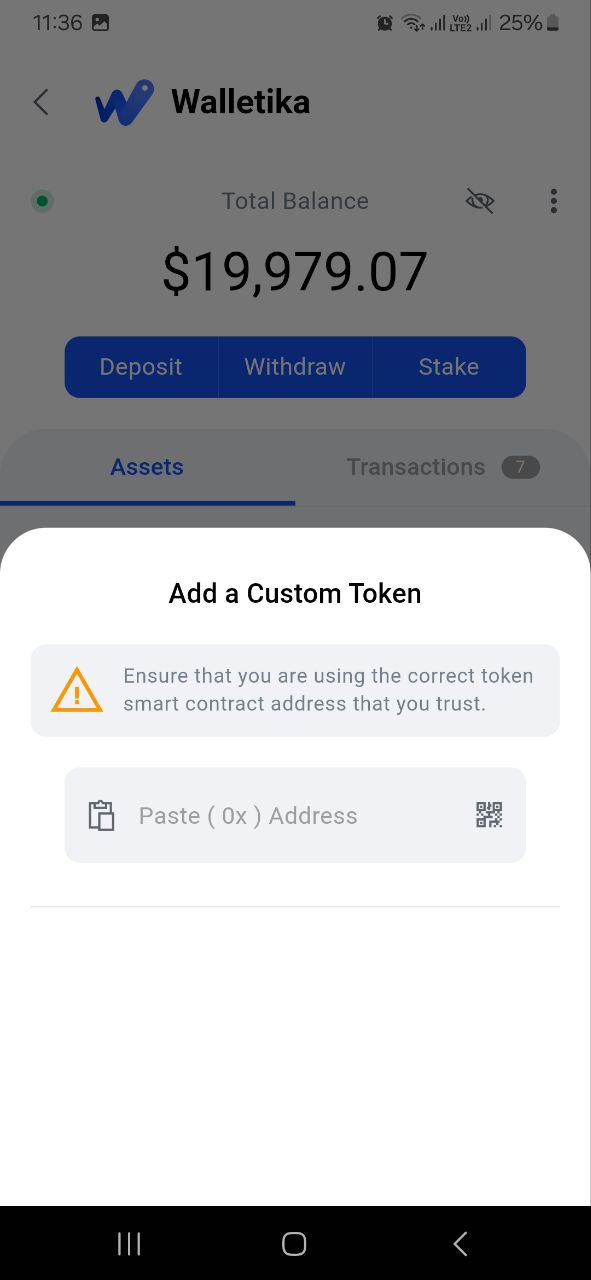 11:36
Vo)) LTE2 25%
Walletika
Total Balance
$19,979.07
Deposit Withdraw Stake
Assets Transactions 7
Add a Custom Token
Ensure that you are using the correct token
smart contract address that you trust.
Paste ( 0x ) Address